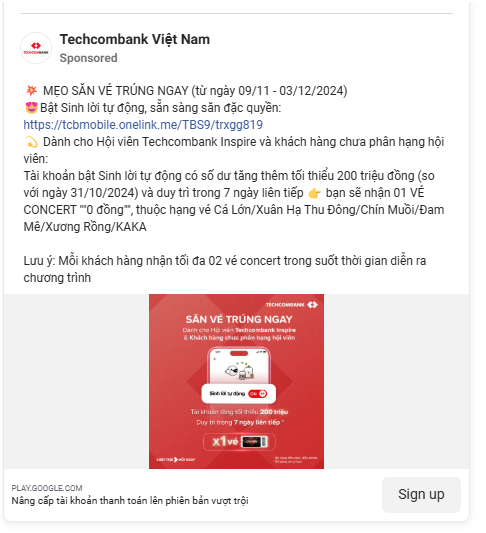 Techcombank Việt Nam
Sponsored
💥 MẸO SĂN VÉ TRÚNG NGAY (từ ngày 09/11 - 03/12/2024)
😍Bật Sinh lời tự động, sẵn sàng săn đặc quyền:
https://tcbmobile.onelink.me/TBS9/trxgg819
💫 Dành cho Hội viên Techcombank Inspire và khách hàng chưa phân hạng hội
viên:
Tài khoản bật Sinh lời tự động có số dư tăng thêm tối thiểu 200 triệu đồng (so
với ngày 31/10/2024) và duy trì trong 7 ngày liên tiếp 👉 bạn sẽ nhận 01 VÉ
CONCERT ""0 đồng"", thuộc hạng vé Cá Lớn/Xuân Hạ Thu Đông/Chín Muồi/Đam
Mê/Xương Rồng/KAKA
Lưu ý: Mỗi khách hàng nhận tối đa 02 vé concert trong suốt thời gian diễn ra
chương trình
TECHCOMBANK
SĂN VÉ TRÚNG NGAY
Dành cho Hội viên Techcombank Inspire
& Khách hàng chưa phân hạng hội viên
Sinh lời tự động ON
Tài khoản tăng tối thiểu 200 triệu
Duy trì trong 7 ngày liên tiếp *
x1 vé
VƯỢT TRỘI MỖI NGÀY
PLAY.GOOGLE.COM
Nâng cấp tài khoản thanh toán lên phiên bản vượt trội
Sign up